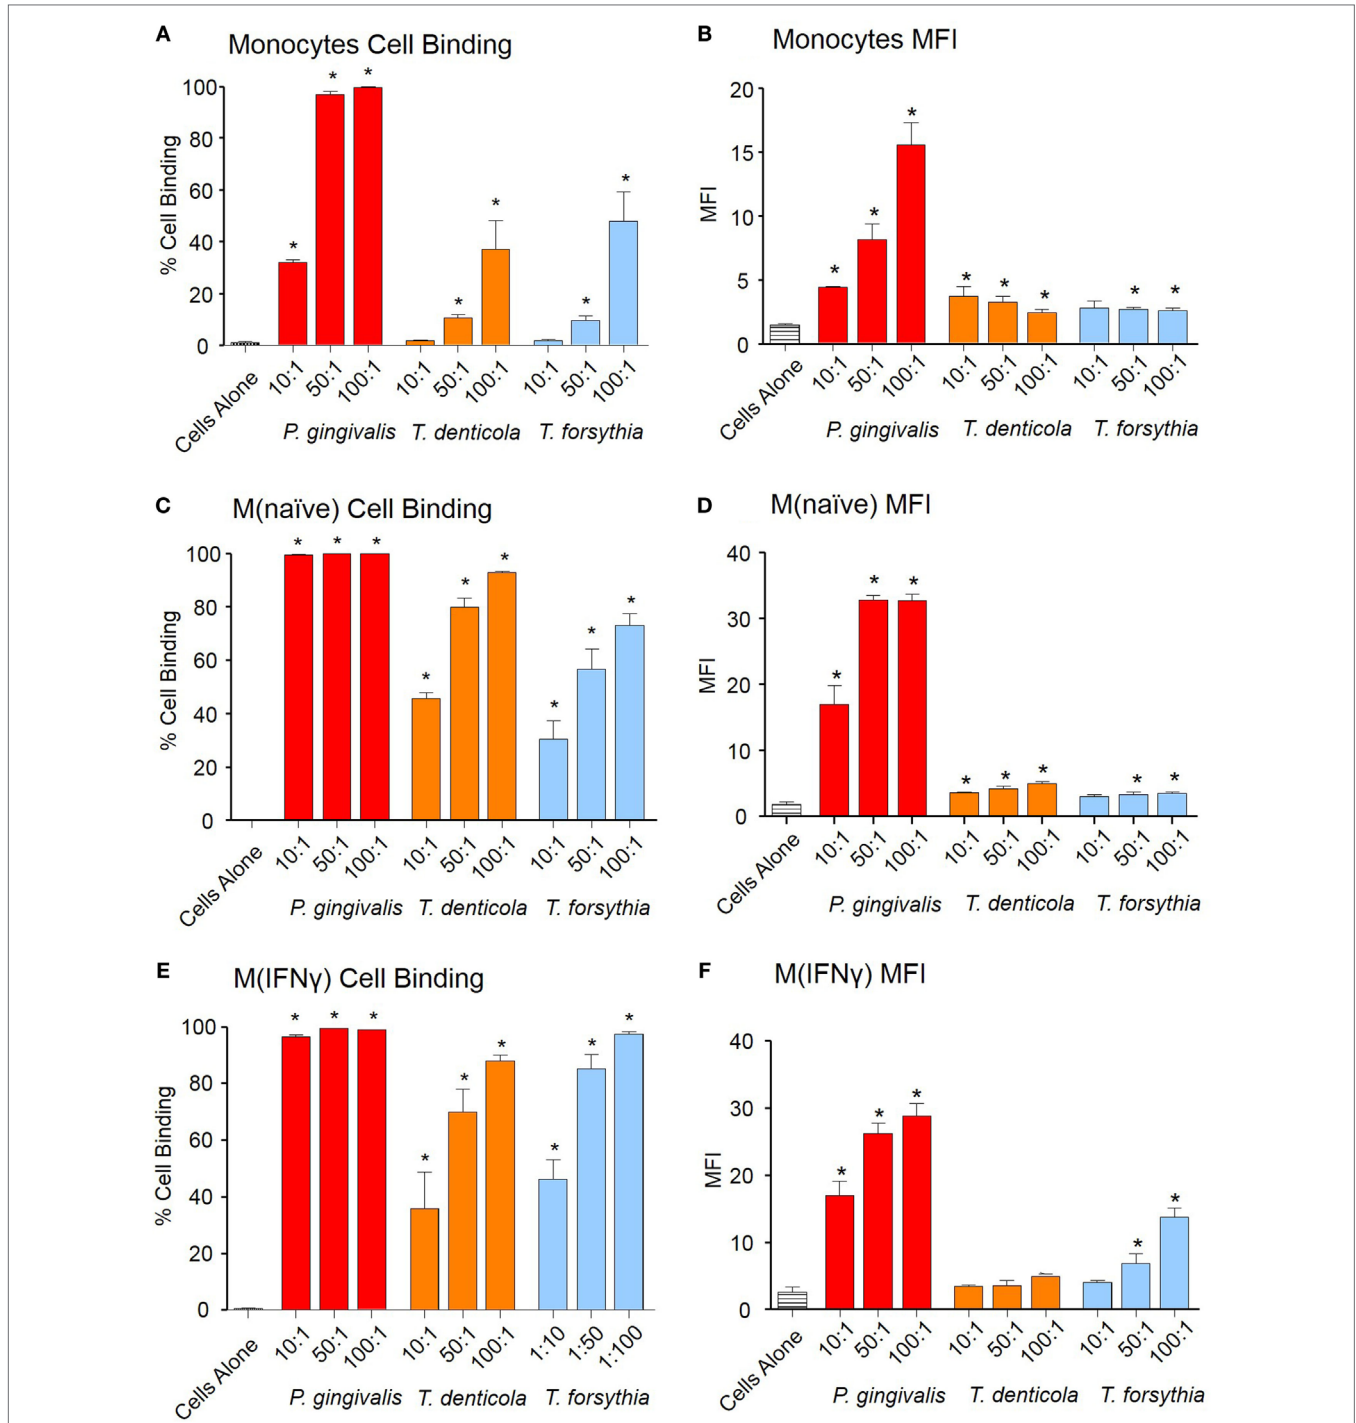 A
Monocytes Cell Binding
% Cell Binding
100
80
60
40
20
0
* * * * * * *
Cells Alone 10:1 50:1 100:1 10:1 50:1 100:1 10:1 50:1 100:1
P. gingivalis T. denticola T. forsythia
B
Monocytes MFI
MFI
20
15
10
5
0
* * * * * * * *
Cells Alone 10:1 50:1 100:1 10:1 50:1 100:1 10:1 50:1 100:1
P. gingivalis T. denticola T. forsythia
C
M(naïve) Cell Binding
% Cell Binding
100
80
60
40
20
0
* * * * * * * * *
Cells Alone 10:1 50:1 100:1 10:1 50:1 100:1 10:1 50:1 100:1
P. gingivalis T. denticola T. forsythia
D
M(naïve) MFI
MFI
40
30
20
10
0
* * * * * * * *
Cells Alone 10:1 50:1 100:1 10:1 50:1 100:1 10:1 50:1 100:1
P. gingivalis T. denticola T. forsythia
E
M(IFNγ) Cell Binding
% Cell Binding
100
80
60
40
20
0
* * * * * * * * *
Cells Alone 10:1 50:1 100:1 10:1 50:1 100:1 1:10 1:50 1:100
P. gingivalis T. denticola T. forsythia
F
M(IFNγ) MFI
MFI
40
30
20
10
0
* * * * *
Cells Alone 10:1 50:1 100:1 10:1 50:1 100:1 10:1 50:1 100:1
P. gingivalis T. denticola T. forsythia